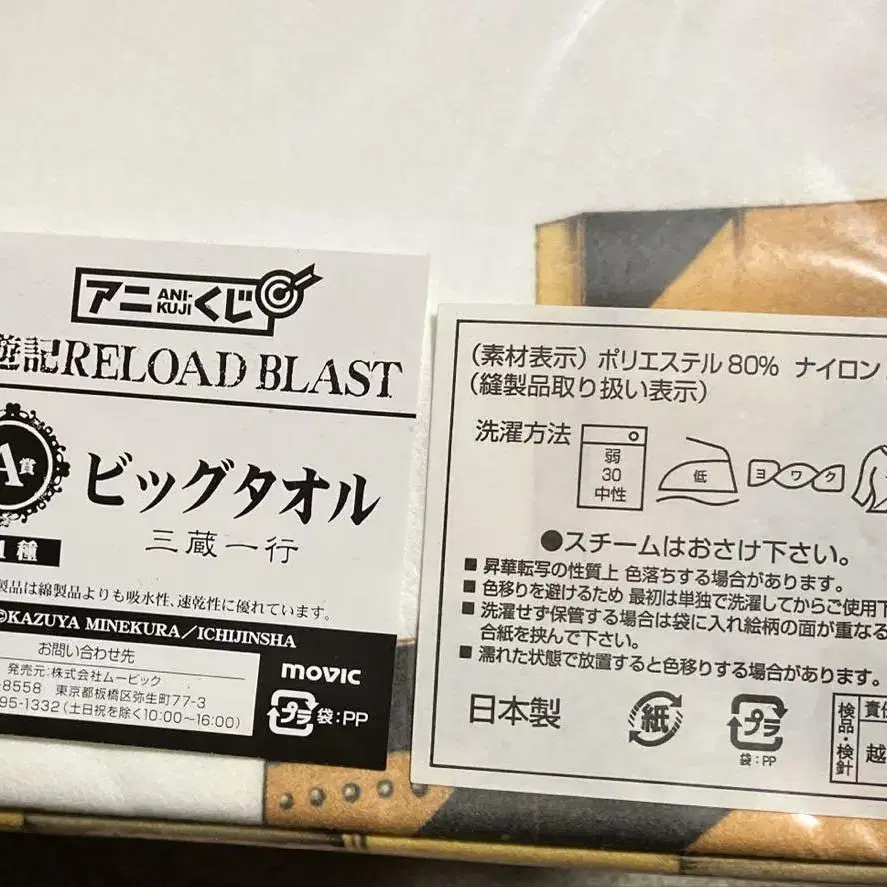 アニくじ
ANI-
KUJI
遊記RELOAD BLAST
A賞
ビッグタオル
三蔵一行
1種
製品は綿製品よりも吸水性、速乾性に優れています。
©KAZUYA MINEKURA/ICHIJINSHA
お問い合わせ先
発売元:株式会社ムービック
-8558 東京都板橋区弥生町77-3
95-1332(土日祝を除く10:00~16:00)
movic
プラ 袋:PP
(素材表示) ポリエステル80% ナイロン
(縫製品取り扱い表示)
洗濯方法
弱
30
中性
低
ヨワク
●スチームはおさけ下さい。
■ 昇華転写の性質上 色落ちする場合があります。
■ 色移りを避けるため 最初は単独で洗濯してからご使用下
■ 洗濯せず保管する場合は袋に入れ絵柄の面が重なる
合紙を挟んで下さい。
■ 濡れた状態で放置すると色移りする場合があります。
日本製
紙
プラ
袋:PP
検品・検針
責任
越